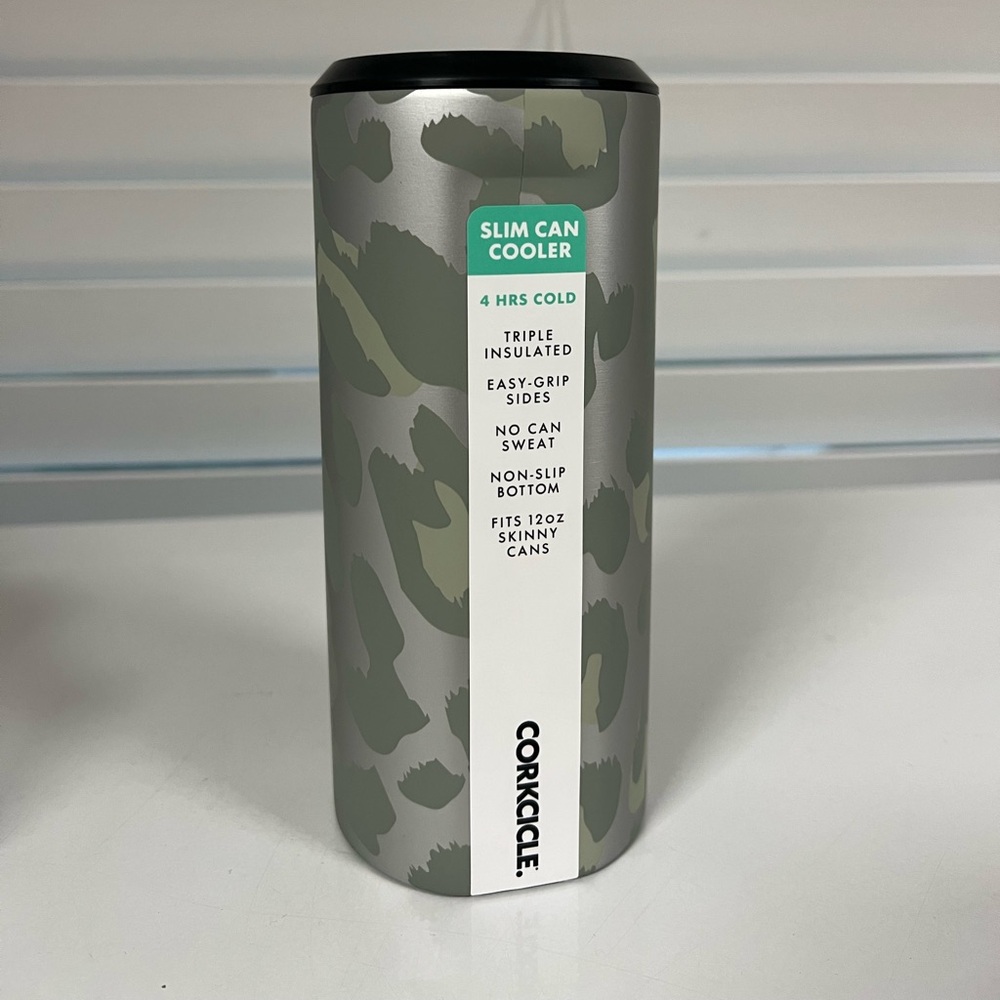 SLIM CAN
COOLER
4 HRS COLD
TRIPLE
INSULATED
EASY-GRIP
SIDES
NO CAN
SWEAT
NON-SLIP
BOTTOM
FITS 12oz
SKINNY
CANS
CORKCICLE.